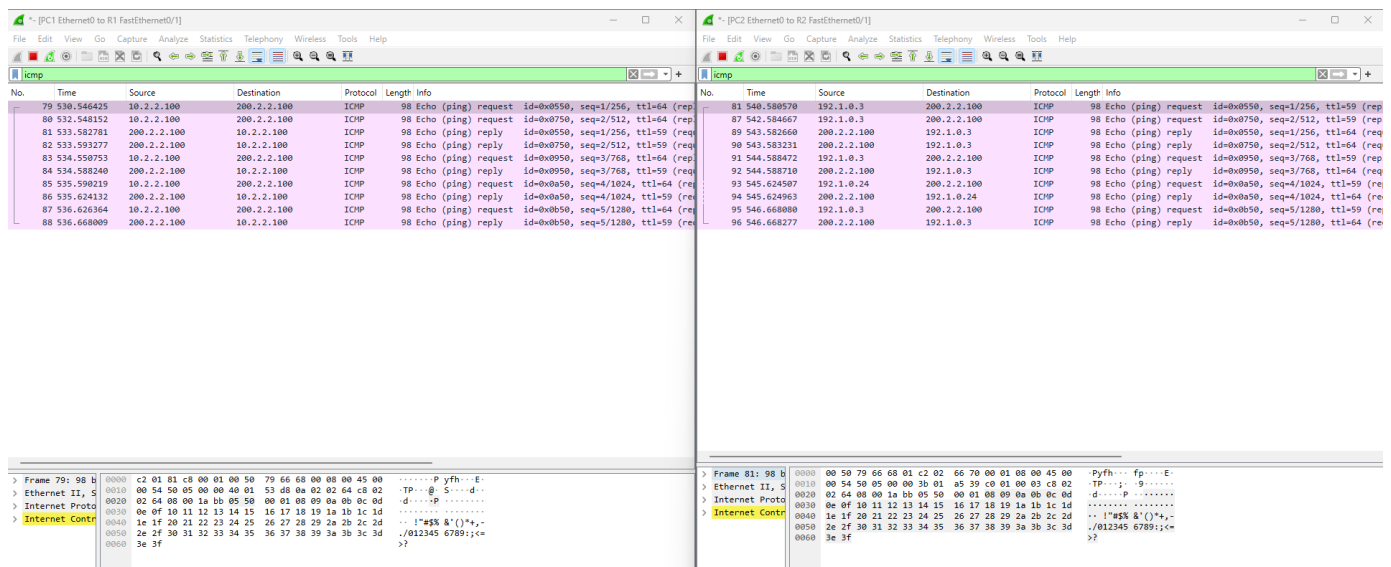 *- [PC1 Ethernet0 to R1 FastEthernet0/1]
File Edit View Go Capture Analyze Statistics Telephony Wireless Tools Help
icmp
No. Time Source Destination Protocol Length Info
79 530.546425 10.2.2.100 200.2.2.100 ICMP 98 Echo (ping) request id=0x0550, seq=1/256, ttl=64 (rep
80 532.548152 10.2.2.100 200.2.2.100 ICMP 98 Echo (ping) request id=0x0750, seq=2/512, ttl=64 (rep
81 533.582781 200.2.2.100 10.2.2.100 ICMP 98 Echo (ping) reply id=0x0550, seq=1/256, ttl=59 (requ
82 533.593277 200.2.2.100 10.2.2.100 ICMP 98 Echo (ping) reply id=0x0750, seq=2/512, ttl=59 (requ
83 534.550753 10.2.2.100 200.2.2.100 ICMP 98 Echo (ping) request id=0x0950, seq=3/768, ttl=64 (rep
84 534.588240 200.2.2.100 10.2.2.100 ICMP 98 Echo (ping) reply id=0x0950, seq=3/768, ttl=59 (requ
85 535.590219 10.2.2.100 200.2.2.100 ICMP 98 Echo (ping) request id=0x0a50, seq=4/1024, ttl=64 (re
86 535.624132 200.2.2.100 10.2.2.100 ICMP 98 Echo (ping) reply id=0x0a50, seq=4/1024, ttl=59 (re
87 536.626364 10.2.2.100 200.2.2.100 ICMP 98 Echo (ping) request id=0x0b50, seq=5/1280, ttl=64 (re
88 536.668009 200.2.2.100 10.2.2.100 ICMP 98 Echo (ping) reply id=0x0b50, seq=5/1280, ttl=59 (re
Frame 79: 98 b
Ethernet II, S
Internet Proto
Internet Contr
0000 c2 01 81 c8 00 01 00 50 79 66 68 00 08 00 45 00 ·······P yfh···E·
0010 00 54 50 05 00 00 40 01 53 d8 0a 02 02 64 c8 02 ·TP···@· S····d··
0020 02 64 08 00 1a bb 05 50 00 01 08 09 0a 0b 0c 0d ·d·····P ········
0030 0e 0f 10 11 12 13 14 15 16 17 18 19 1a 1b 1c 1d ········ ········
0040 1e 1f 20 21 22 23 24 25 26 27 28 29 2a 2b 2c 2d ·· !"#$% &'()*+,-
0050 2e 2f 30 31 32 33 34 35 36 37 38 39 3a 3b 3c 3d ./012345 6789:;<=
0060 3e 3f >?
*- [PC2 Ethernet0 to R2 FastEthernet0/1]
File Edit View Go Capture Analyze Statistics Telephony Wireless Tools Help
icmp
No. Time Source Destination Protocol Length Info
81 540.580570 192.1.0.3 200.2.2.100 ICMP 98 Echo (ping) request id=0x0550, seq=1/256, ttl=59 (rep
87 542.584667 192.1.0.3 200.2.2.100 ICMP 98 Echo (ping) request id=0x0750, seq=2/512, ttl=59 (rep
89 543.582660 200.2.2.100 192.1.0.3 ICMP 98 Echo (ping) reply id=0x0550, seq=1/256, ttl=64 (requ
90 543.583231 200.2.2.100 192.1.0.3 ICMP 98 Echo (ping) reply id=0x0750, seq=2/512, ttl=64 (requ
91 544.588472 192.1.0.3 200.2.2.100 ICMP 98 Echo (ping) request id=0x0950, seq=3/768, ttl=59 (rep
92 544.588710 200.2.2.100 192.1.0.3 ICMP 98 Echo (ping) reply id=0x0950, seq=3/768, ttl=64 (requ
93 545.624507 192.1.0.24 200.2.2.100 ICMP 98 Echo (ping) request id=0x0a50, seq=4/1024, ttl=59 (re
94 545.624963 200.2.2.100 192.1.0.24 ICMP 98 Echo (ping) reply id=0x0a50, seq=4/1024, ttl=64 (re
95 546.668080 192.1.0.3 200.2.2.100 ICMP 98 Echo (ping) request id=0x0b50, seq=5/1280, ttl=59 (re
96 546.668277 200.2.2.100 192.1.0.3 ICMP 98 Echo (ping) reply id=0x0b50, seq=5/1280, ttl=64 (re
Frame 81: 98 b
Ethernet II, S
Internet Proto
Internet Contr
0000 00 50 79 66 68 01 c2 02 66 70 00 01 08 00 45 00 ·Pyfh··· fp····E·
0010 00 54 50 05 00 00 3b 01 a5 39 c0 01 00 03 c8 02 ·TP···;· ·9······
0020 02 64 08 00 1a bb 05 50 00 01 08 09 0a 0b 0c 0d ·d·····P ········
0030 0e 0f 10 11 12 13 14 15 16 17 18 19 1a 1b 1c 1d ········ ········
0040 1e 1f 20 21 22 23 24 25 26 27 28 29 2a 2b 2c 2d ·· !"#$% &'()*+,-
0050 2e 2f 30 31 32 33 34 35 36 37 38 39 3a 3b 3c 3d ./012345 6789:;<=
0060 3e 3f >?